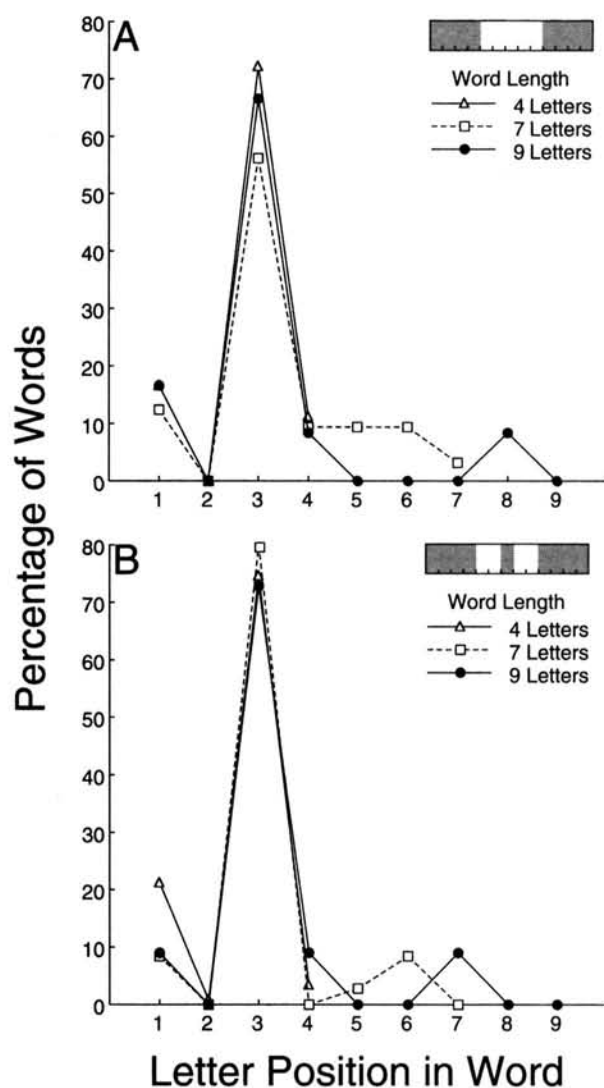 A
80
70
60
50
40
30
20
10
0
1 2 3 4 5 6 7 8 9
Word Length
4 Letters
7 Letters
9 Letters
Percentage of Words
B
80
70
60
50
40
30
20
10
0
1 2 3 4 5 6 7 8 9
Word Length
4 Letters
7 Letters
9 Letters
Letter Position in Word